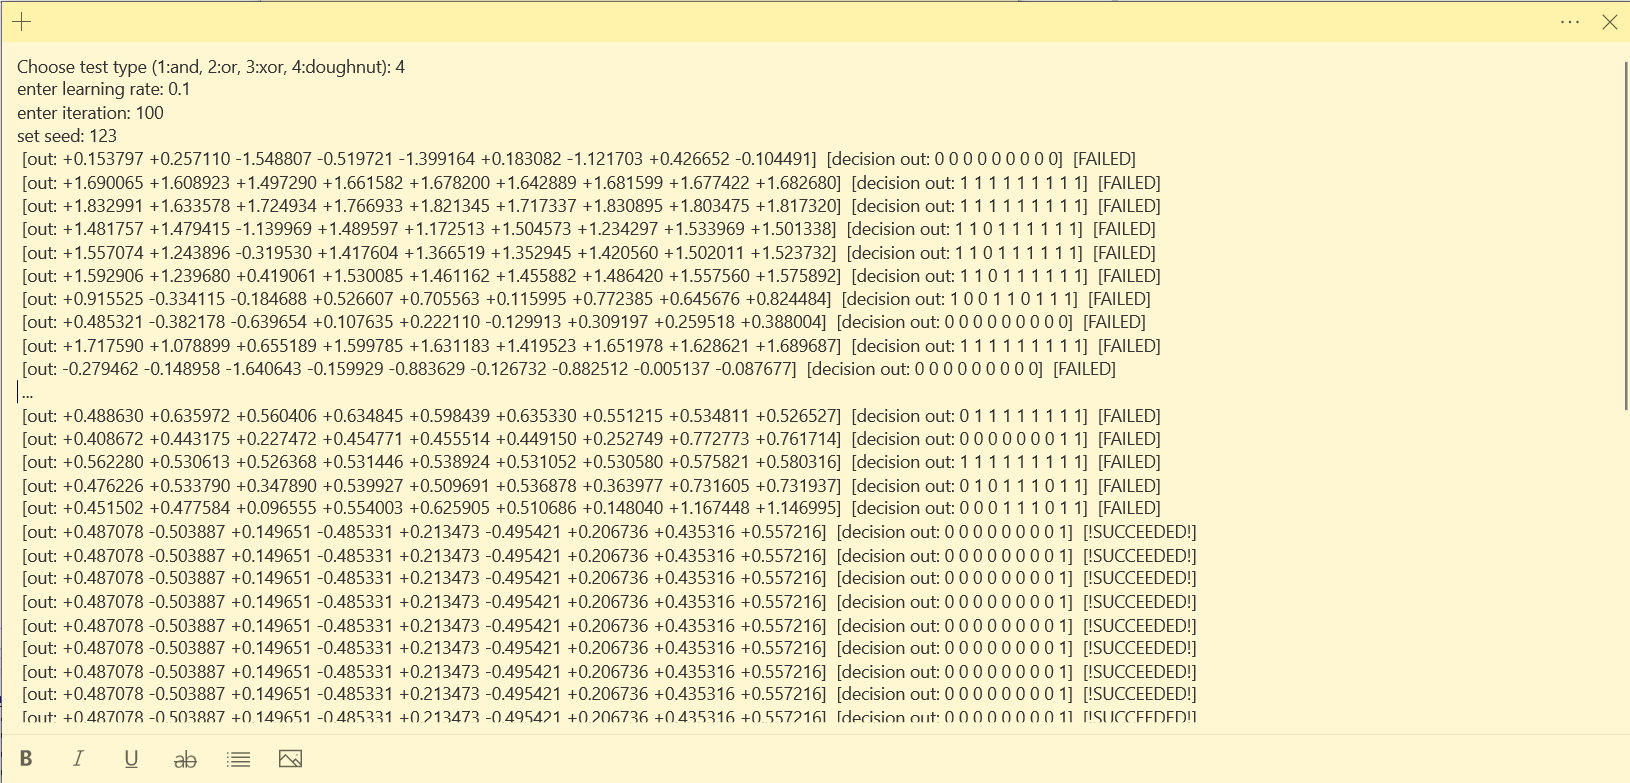 Choose test type (1:and, 2:or, 3:xor, 4:doughnut): 4
enter learning rate: 0.1
enter iteration: 100
set seed: 123
[out: +0.153797 +0.257110 -1.548807 -0.519721 -1.399164 +0.183082 -1.121703 +0.426652 -0.104491]  [decision out: 0 0 0 0 0 0 0 0 0]  [FAILED]
[out: +1.690065 +1.608923 +1.497290 +1.661582 +1.678200 +1.642889 +1.681599 +1.677422 +1.682680]  [decision out: 1 1 1 1 1 1 1 1 1]  [FAILED]
[out: +1.832991 +1.633578 +1.724934 +1.766933 +1.821345 +1.717337 +1.830895 +1.803475 +1.817320]  [decision out: 1 1 1 1 1 1 1 1 1]  [FAILED]
[out: +1.481757 +1.479415 -1.139969 +1.489597 +1.172513 +1.504573 +1.234297 +1.533969 +1.501338]  [decision out: 1 1 0 1 1 1 1 1 1]  [FAILED]
[out: +1.557074 +1.243896 -0.319530 +1.417604 +1.366519 +1.352945 +1.420560 +1.502011 +1.523732]  [decision out: 1 1 0 1 1 1 1 1 1]  [FAILED]
[out: +1.592906 +1.239680 +0.419061 +1.530085 +1.461162 +1.455882 +1.486420 +1.557560 +1.575892]  [decision out: 1 1 0 1 1 1 1 1 1]  [FAILED]
[out: +0.915525 -0.334115 -0.184688 +0.526607 +0.705563 +0.115995 +0.772385 +0.645676 +0.824484]  [decision out: 1 0 0 1 1 0 1 1 1]  [FAILED]
[out: +0.485321 -0.382178 -0.639654 +0.107635 +0.222110 -0.129913 +0.309197 +0.259518 +0.388004]  [decision out: 0 0 0 0 0 0 0 0 0]  [FAILED]
[out: +1.717590 +1.078899 +0.655189 +1.599785 +1.631183 +1.419523 +1.651978 +1.628621 +1.689687]  [decision out: 1 1 1 1 1 1 1 1 1]  [FAILED]
[out: -0.279462 -0.148958 -1.640643 -0.159929 -0.883629 -0.126732 -0.882512 -0.005137 -0.087677]  [decision out: 0 0 0 0 0 0 0 0 0]  [FAILED]
...
[out: +0.488630 +0.635972 +0.560406 +0.634845 +0.598439 +0.635330 +0.551215 +0.534811 +0.526527]  [decision out: 0 1 1 1 1 1 1 1 1]  [FAILED]
[out: +0.408672 +0.443175 +0.227472 +0.454771 +0.455514 +0.449150 +0.252749 +0.772773 +0.761714]  [decision out: 0 0 0 0 0 0 0 1 1]  [FAILED]
[out: +0.562280 +0.530613 +0.526368 +0.531446 +0.538924 +0.531052 +0.530580 +0.575821 +0.580316]  [decision out: 1 1 1 1 1 1 1 1 1]  [FAILED]
[out: +0.476226 +0.533790 +0.347890 +0.539927 +0.509691 +0.536878 +0.363977 +0.731605 +0.731937]  [decision out: 0 1 0 1 1 1 0 1 1]  [FAILED]
[out: +0.451502 +0.477584 +0.096555 +0.554003 +0.625905 +0.510686 +0.148040 +1.167448 +1.146995]  [decision out: 0 0 0 1 1 1 0 1 1]  [FAILED]
[out: +0.487078 -0.503887 +0.149651 -0.485331 +0.213473 -0.495421 +0.206736 +0.435316 +0.557216]  [decision out: 0 0 0 0 0 0 0 0 1]  [!SUCCEEDED!]
[out: +0.487078 -0.503887 +0.149651 -0.485331 +0.213473 -0.495421 +0.206736 +0.435316 +0.557216]  [decision out: 0 0 0 0 0 0 0 0 1]  [!SUCCEEDED!]
[out: +0.487078 -0.503887 +0.149651 -0.485331 +0.213473 -0.495421 +0.206736 +0.435316 +0.557216]  [decision out: 0 0 0 0 0 0 0 0 1]  [!SUCCEEDED!]
[out: +0.487078 -0.503887 +0.149651 -0.485331 +0.213473 -0.495421 +0.206736 +0.435316 +0.557216]  [decision out: 0 0 0 0 0 0 0 0 1]  [!SUCCEEDED!]
[out: +0.487078 -0.503887 +0.149651 -0.485331 +0.213473 -0.495421 +0.206736 +0.435316 +0.557216]  [decision out: 0 0 0 0 0 0 0 0 1]  [!SUCCEEDED!]
[out: +0.487078 -0.503887 +0.149651 -0.485331 +0.213473 -0.495421 +0.206736 +0.435316 +0.557216]  [decision out: 0 0 0 0 0 0 0 0 1]  [!SUCCEEDED!]
[out: +0.487078 -0.503887 +0.149651 -0.485331 +0.213473 -0.495421 +0.206736 +0.435316 +0.557216]  [decision out: 0 0 0 0 0 0 0 0 1]  [!SUCCEEDED!]
[out: +0.487078 -0.503887 +0.149651 -0.485331 +0.213473 -0.495421 +0.206736 +0.435316 +0.557216]  [decision out: 0 0 0 0 0 0 0 0 1]  [!SUCCEEDED!]
[out: +0.487078 -0.503887 +0.149651 -0.485331 +0.213473 -0.495421 +0.206736 +0.435316 +0.557216]  [decision out: 0 0 0 0 0 0 0 0 1]  [!SUCCEEDED!]
B I U ab